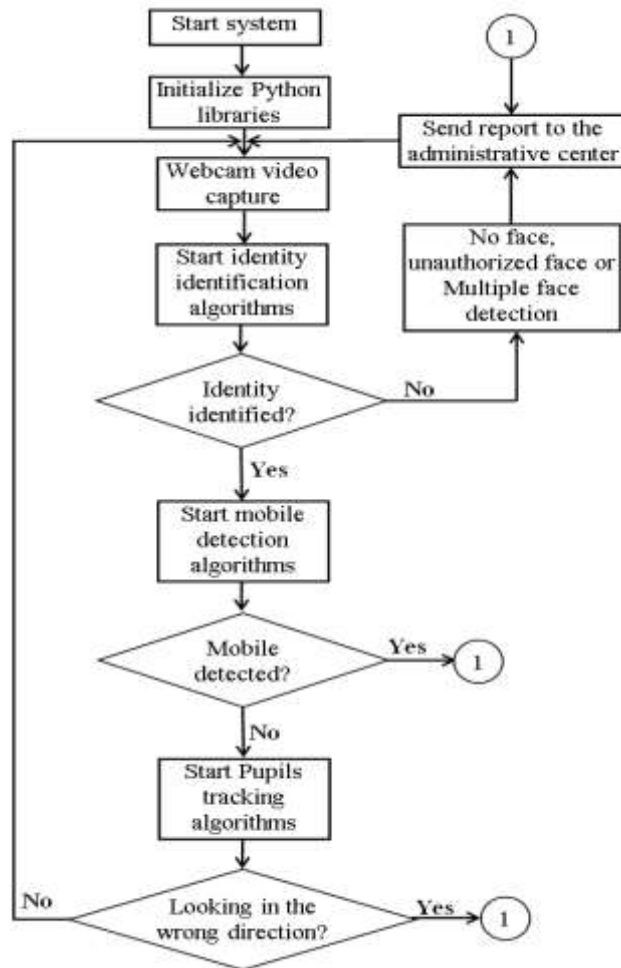 Start system
1
Initialize Python
libraries
Send report to the
administrative center
Webcam video
capture
No face,
unauthorized face or
Multiple face
detection
Start identity
identification
algorithms
Identity
identified?
No
Yes
Start mobile
detection
algorithms
Mobile
detected?
Yes
1
No
Start Pupils
tracking
algorithms
No
Looking in the
wrong direction?
Yes
1